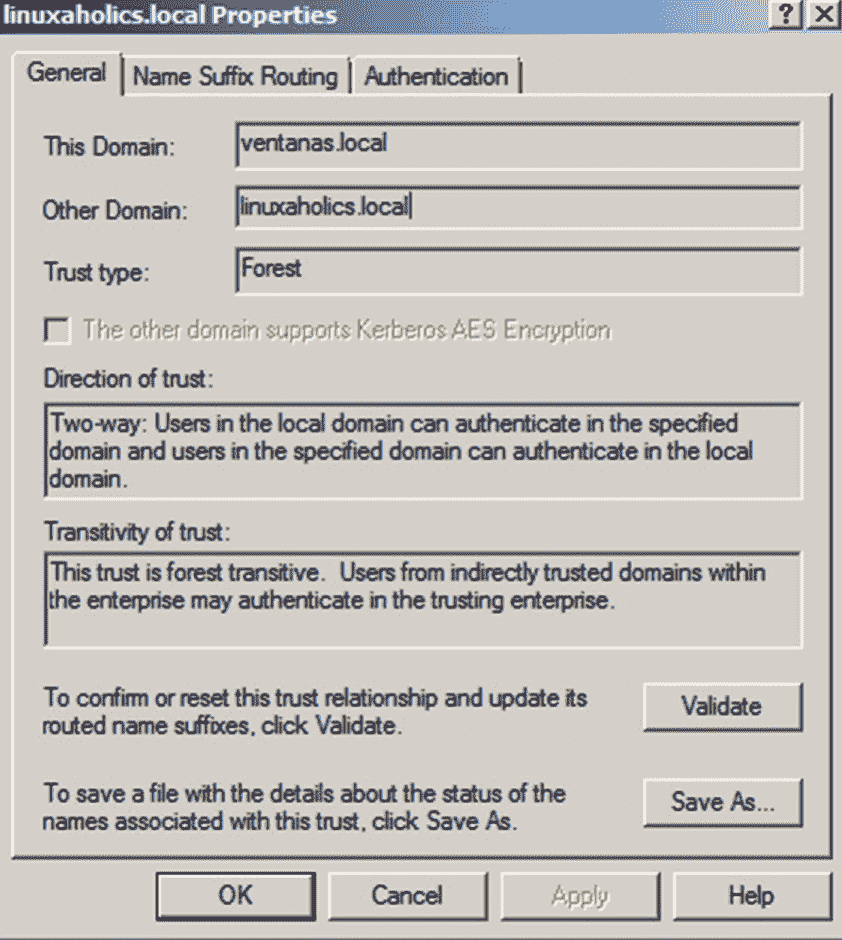 linuxaholics.local Properties
General
Name Suffix Routing
Authentication
This Domain:
ventanas.local
Other Domain:
linuxaholics.local
Trust type:
Forest
The other domain supports Kerberos AES Encryption
Direction of trust:
Two-way: Users in the local domain can authenticate in the specified
domain and users in the specified domain can authenticate in the local
domain.
Transitivity of trust:
This trust is forest transitive.  Users from indirectly trusted domains within
the enterprise may authenticate in the trusting enterprise.
To confirm or reset this trust relationship and update its
routed name suffixes, click Validate.
Validate
To save a file with the details about the status of the
names associated with this trust, click Save As.
Save As...
OK
Cancel
Apply
Help